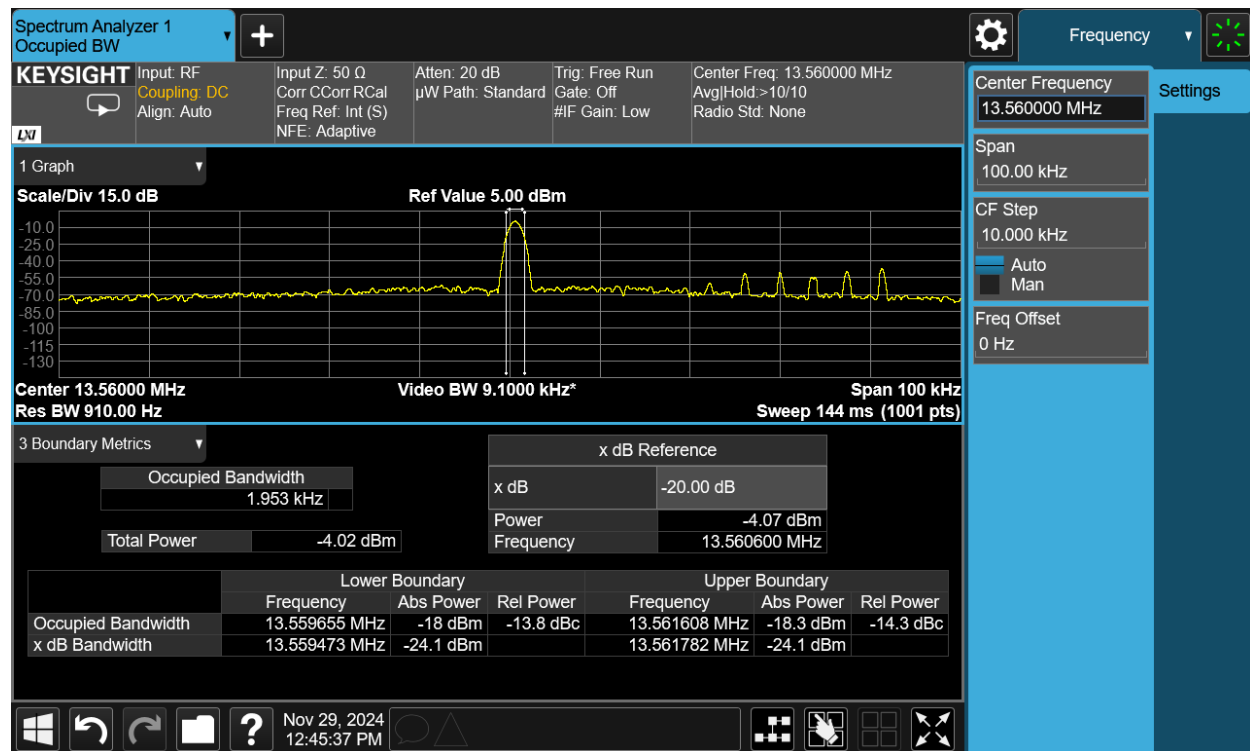 Spectrum Analyzer 1
Occupied BW
Frequency
KEYSIGHT
LXI
Input: RF
Coupling: DC
Align: Auto
Input Z: 50 Ω
Corr CCorr RCal
Freq Ref: Int (S)
NFE: Adaptive
Atten: 20 dB
µW Path: Standard
Trig: Free Run
Gate: Off
#IF Gain: Low
Center Freq: 13.560000 MHz
Avg|Hold:>10/10
Radio Std: None
Center Frequency
13.560000 MHz
Settings
Span
100.00 kHz
CF Step
10.000 kHz
Auto
Man
Freq Offset
0 Hz
1 Graph
Scale/Div 15.0 dB
Ref Value 5.00 dBm
-10.0
-25.0
-40.0
-55.0
-70.0
-85.0
-100
-115
-130
Center 13.56000 MHz
Video BW 9.1000 kHz*
Span 100 kHz
Res BW 910.00 Hz
Sweep 144 ms (1001 pts)
3 Boundary Metrics
Occupied Bandwidth
1.953 kHz
Total Power -4.02 dBm
x dB Reference
x dB -20.00 dB
Power -4.07 dBm
Frequency 13.560600 MHz
Lower Boundary Upper Boundary
Frequency Abs Power Rel Power Frequency Abs Power Rel Power
Occupied Bandwidth 13.559655 MHz -18 dBm -13.8 dBc 13.561608 MHz -18.3 dBm -14.3 dBc
x dB Bandwidth 13.559473 MHz -24.1 dBm 13.561782 MHz -24.1 dBm
?
Nov 29, 2024
12:45:37 PM